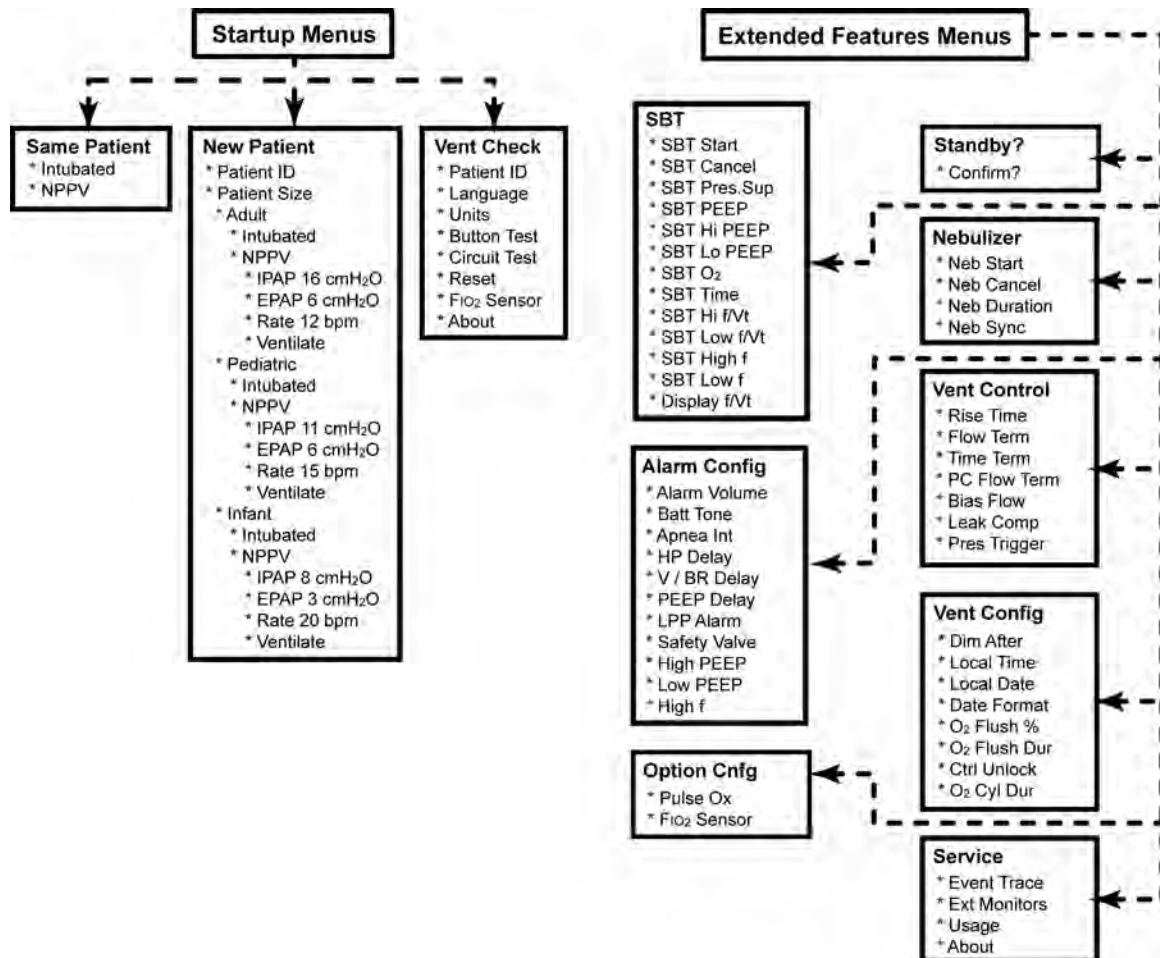 Startup Menus
Same Patient
* Intubated
* NPPV
New Patient
* Patient ID
* Patient Size
* Adult
* Intubated
* NPPV
* IPAP 16 cmH₂O
* EPAP 6 cmH₂O
* Rate 12 bpm
* Ventilate
* Pediatric
* Intubated
* NPPV
* IPAP 11 cmH₂O
* EPAP 6 cmH₂O
* Rate 15 bpm
* Ventilate
* Infant
* Intubated
* NPPV
* IPAP 8 cmH₂O
* EPAP 3 cmH₂O
* Rate 20 bpm
* Ventilate
Vent Check
* Patient ID
* Language
* Units
* Button Test
* Circuit Test
* Reset
* FIO₂ Sensor
* About
Extended Features Menus
SBT
* SBT Start
* SBT Cancel
* SBT Pres.Sup
* SBT PEEP
* SBT Hi PEEP
* SBT Lo PEEP
* SBT O₂
* SBT Time
* SBT Hi f/Vt
* SBT Low f/Vt
* SBT High f
* SBT Low f
* Display f/Vt
Alarm Config
* Alarm Volume
* Batt Tone
* Apnea Int
* HP Delay
* V / BR Delay
* PEEP Delay
* LPP Alarm
* Safety Valve
* High PEEP
* Low PEEP
* High f
Option Cnfg
* Pulse Ox
* FIO₂ Sensor
Standby?
* Confirm?
Nebulizer
* Neb Start
* Neb Cancel
* Neb Duration
* Neb Sync
Vent Control
* Rise Time
* Flow Term
* Time Term
* PC Flow Term
* Bias Flow
* Leak Comp
* Pres Trigger
Vent Config
* Dim After
* Local Time
* Local Date
* Date Format
* O₂ Flush %
* O₂ Flush Dur
* Ctrl Unlock
* O₂ Cyl Dur
Service
* Event Trace
* Ext Monitors
* Usage
* About